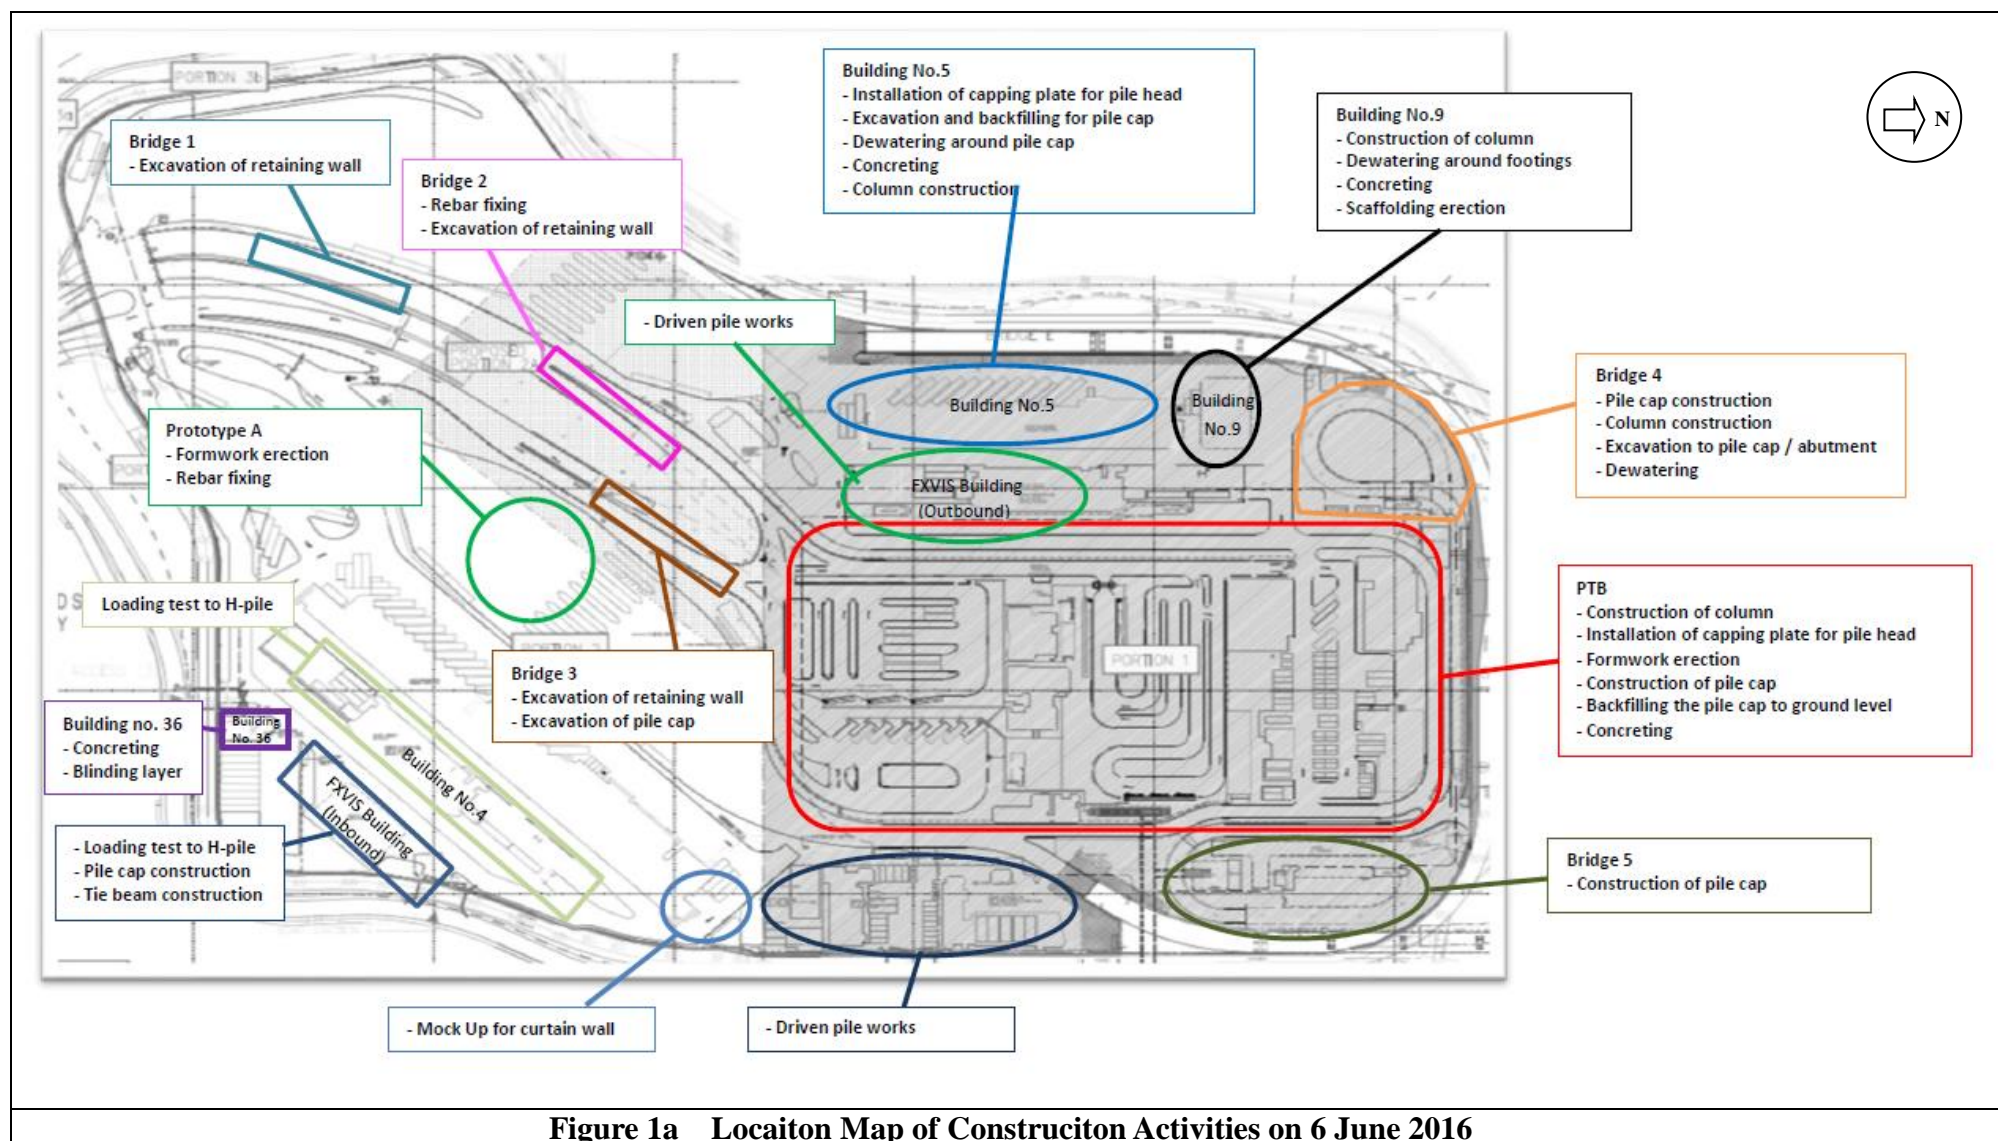 PORTION 3b
Bridge 1
- Excavation of retaining wall
Bridge 2
- Rebar fixing
- Excavation of retaining wall
Building No.5
- Installation of capping plate for pile head
- Excavation and backfilling for pile cap
- Dewatering around pile cap
- Concreting
- Column construction
Building No.9
- Construction of column
- Dewatering around footings
- Concreting
- Scaffolding erection
N
- Driven pile works
Building No.5
Building
No.9
Bridge 4
- Pile cap construction
- Column construction
- Excavation to pile cap / abutment
- Dewatering
Prototype A
- Formwork erection
- Rebar fixing
FXVIS Building
(Outbound)
Loading test to H-pile
Bridge 3
- Excavation of retaining wall
- Excavation of pile cap
PORTION 1
PTB
- Construction of column
- Installation of capping plate for pile head
- Formwork erection
- Construction of pile cap
- Backfilling the pile cap to ground level
- Concreting
Building no. 36
- Concreting
- Blinding layer
Building
No. 36
Building No.4
FXVIS Building
(Inbound)
- Loading test to H-pile
- Pile cap construction
- Tie beam construction
Bridge 5
- Construction of pile cap
- Mock Up for curtain wall
- Driven pile works
Figure 1a Locaiton Map of Construciton Activities on 6 June 2016